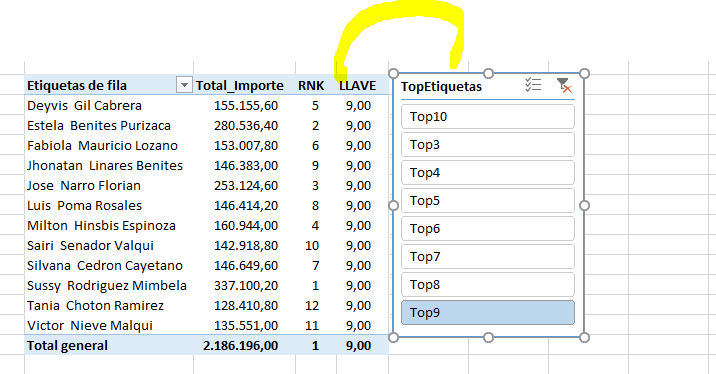 Etiquetas de fila Total_Importe RNK LLAVE
Deyvis Gil Cabrera 155.155,60 5 9,00
Estela Benites Purizaca 280.536,40 2 9,00
Fabiola Mauricio Lozano 153.007,80 6 9,00
Jhonatan Linares Benites 146.383,00 9 9,00
Jose Narro Florian 253.124,60 3 9,00
Luis Poma Rosales 146.414,20 8 9,00
Milton Hinsbis Espinoza 160.944,00 4 9,00
Sairi Senador Valqui 142.918,80 10 9,00
Silvana Cedron Cayetano 146.649,60 7 9,00
Sussy Rodriguez Mimbela 337.100,20 1 9,00
Tania Choton Ramirez 128.410,80 12 9,00
Victor Nieve Malqui 135.551,00 11 9,00
Total general 2.186.196,00 1 9,00
TopEtiquetas
Top10
Top3
Top4
Top5
Top6
Top7
Top8
Top9